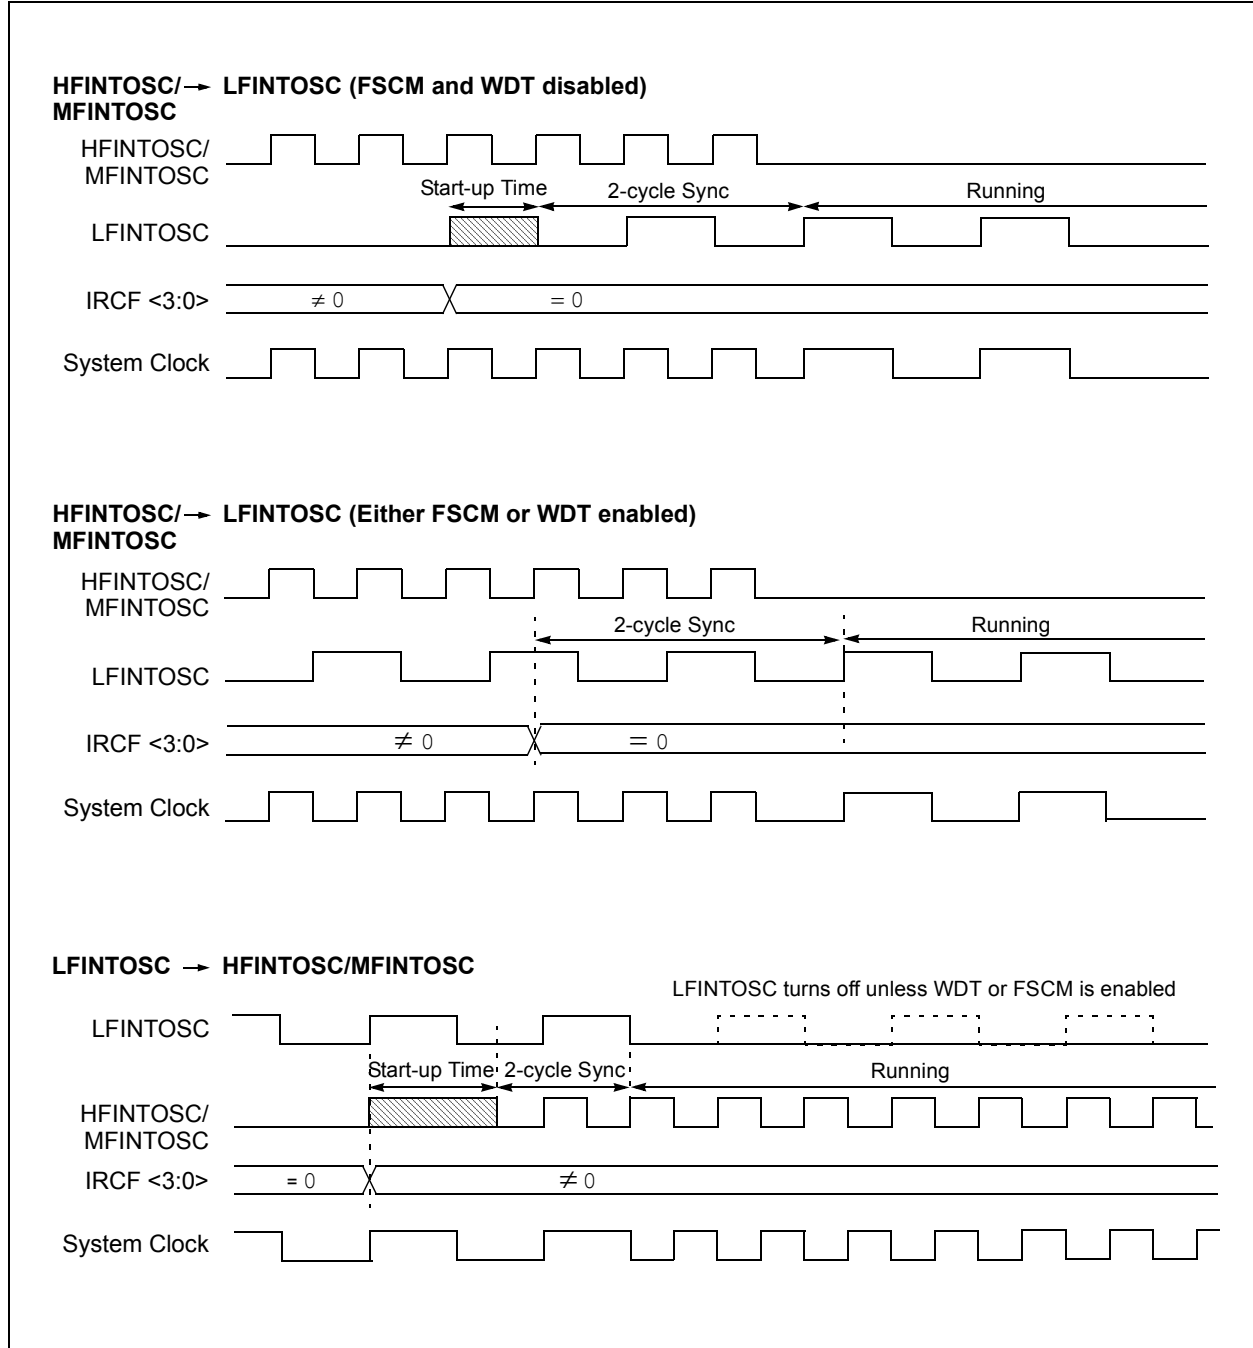 HFINTOSC/→ LFINTOSC (FSCM and WDT disabled)
MFINTOSC
HFINTOSC/
MFINTOSC
Start-up Time 2-cycle Sync Running
LFINTOSC
IRCF <3:0> ≠ 0 = 0
System Clock
HFINTOSC/→ LFINTOSC (Either FSCM or WDT enabled)
MFINTOSC
HFINTOSC/
MFINTOSC
2-cycle Sync Running
LFINTOSC
IRCF <3:0> ≠ 0 = 0
System Clock
LFINTOSC → HFINTOSC/MFINTOSC
LFINTOSC turns off unless WDT or FSCM is enabled
LFINTOSC
Start-up Time 2-cycle Sync Running
HFINTOSC/
MFINTOSC
IRCF <3:0> = 0 ≠ 0
System Clock